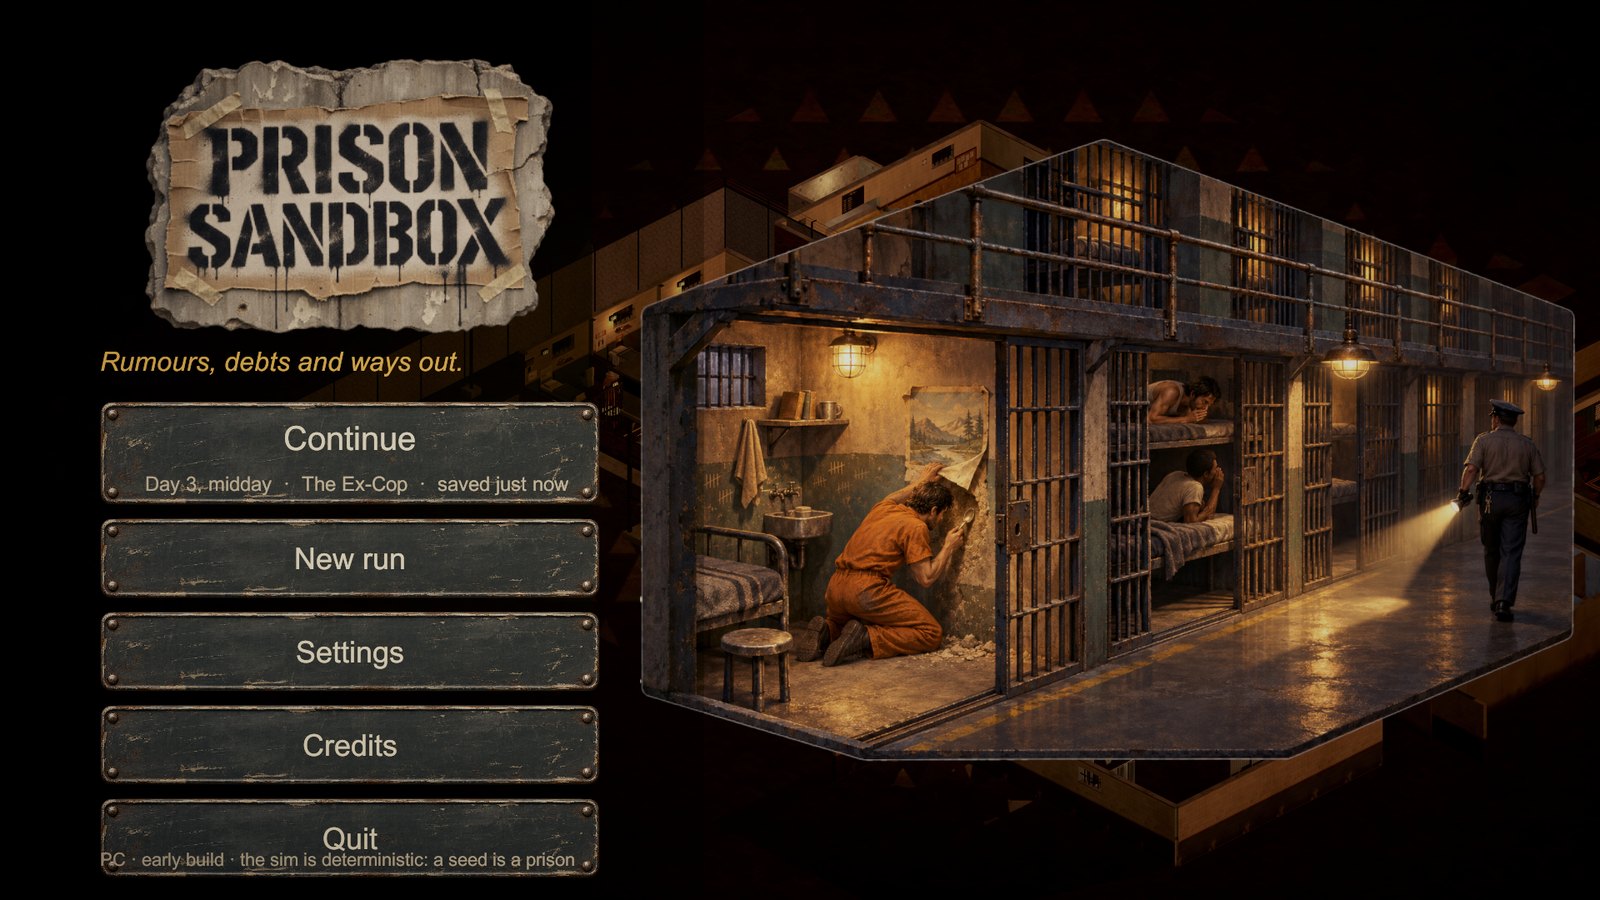 PRISON
SANDBOX
Rumours, debts and ways out.
Continue
Day 3, midday · The Ex-Cop · saved just now
New run
Settings
Credits
Quit
PC · early build · the sim is deterministic: a seed is a prison